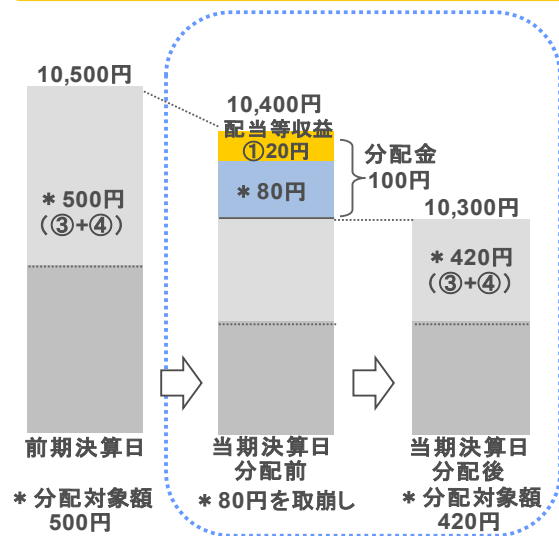 10,500円
＊500円
（③+④）
前期決算日
＊分配対象額
500円
10,400円
配当等収益
①20円
＊80円
分配金
100円
当期決算日
分配前
＊80円を取崩し
10,300円
＊420円
（③+④）
当期決算日
分配後
＊分配対象額
420円